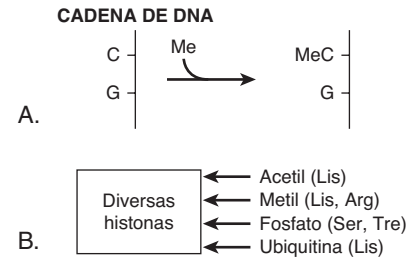 CADENA DE DNA
C
Me
MeC
G
G
A.
Diversas
histonas
Acetil (Lis)
Metil (Lis, Arg)
Fosfato (Ser, Tre)
Ubiquitina (Lis)
B.